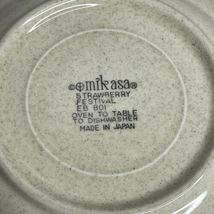 ©mikasa®
STRAWBERRY
FESTIVAL
EB 801
OVEN TO TABLE
TO DISHWASHER
MADE IN JAPAN